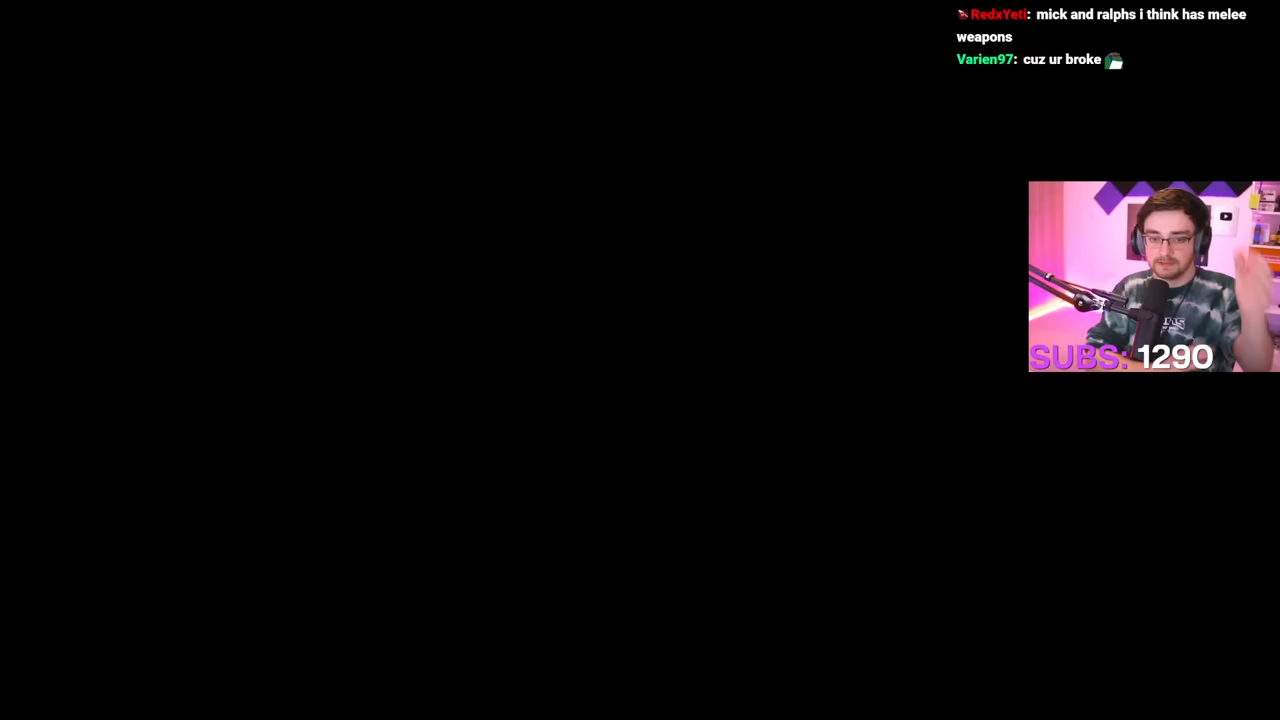 RedxYeti: mick and ralphs i think has melee
weapons
Varien97: cuz ur broke
SUBS: 1290